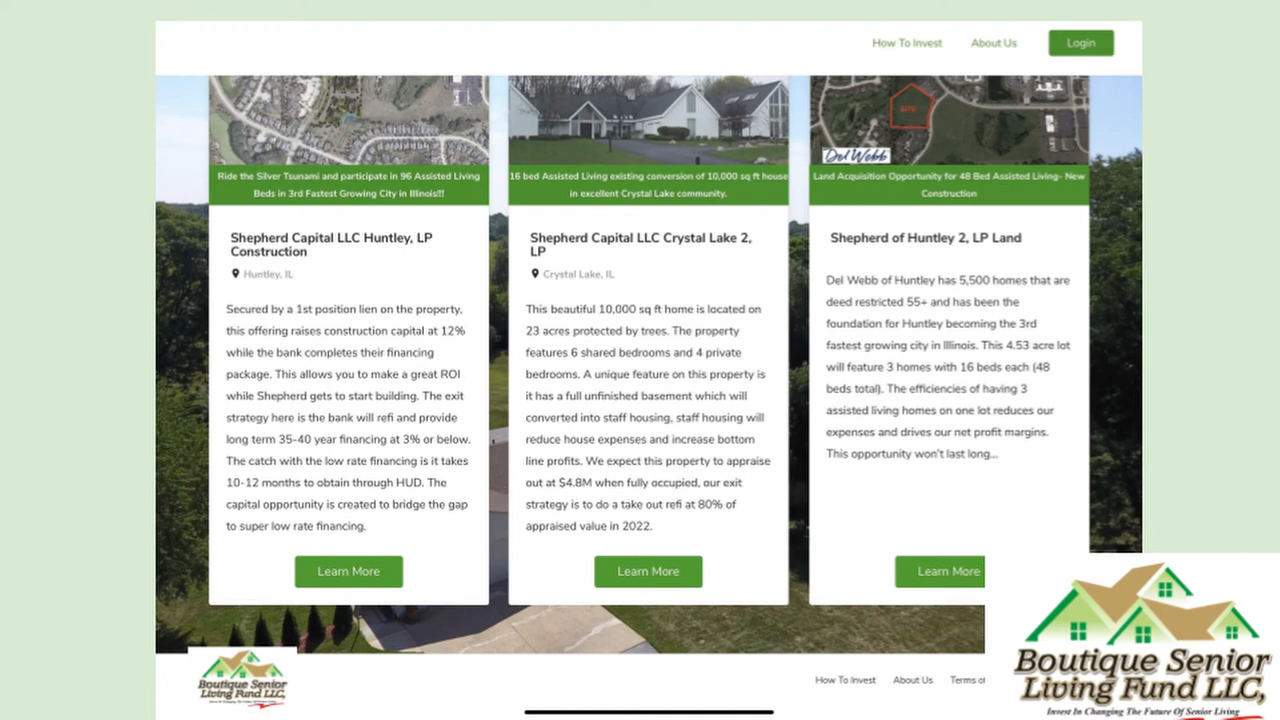 How To Invest
About Us
Login
Ride the Silver Tsunami and participate in 96 Assisted Living
Beds in 3rd Fastest Growing City in Illinois!!!
Shepherd Capital LLC Huntley, LP
Construction
Huntley, IL
Secured by a 1st position lien on the property,
this offering raises construction capital at 12%
while the bank completes their financing
package. This allows you to make a great ROI
while Shepherd gets to start building. The exit
strategy here is the bank will refi and provide
long term 35-40 year financing at 3% or below.
The catch with the low rate financing is it takes
10-12 months to obtain through HUD. The
capital opportunity is created to bridge the gap
to super low rate financing.
Learn More
16 bed Assisted Living existing conversion of 10,000 sq ft house
in excellent Crystal Lake community.
Shepherd Capital LLC Crystal Lake 2,
LP
Crystal Lake, IL
This beautiful 10,000 sq ft home is located on
23 acres protected by trees. The property
features 6 shared bedrooms and 4 private
bedrooms. A unique feature on this property is
it has a full unfinished basement which will
converted into staff housing, staff housing will
reduce house expenses and increase bottom
line profits. We expect this property to appraise
out at $4.8M when fully occupied, our exit
strategy is to do a take out refi at 80% of
appraised value in 2022.
Learn More
SITE
Del Webb
Land Acquisition Opportunity for 48 Bed Assisted Living- New
Construction
Shepherd of Huntley 2, LP Land
Del Webb of Huntley has 5,500 homes that are
deed restricted 55+ and has been the
foundation for Huntley becoming the 3rd
fastest growing city in Illinois. This 4.53 acre lot
will feature 3 homes with 16 beds each (48
beds total). The efficiencies of having 3
assisted living homes on one lot reduces our
expenses and drives our net profit margins.
This opportunity won't last long...
Learn More
Boutique Senior
Living Fund LLC,
Invest In Changing The Future Of Senior Living
How To Invest
About Us
Terms of
Boutique Senior
Living Fund LLC,
Invest In Changing The Future Of Senior Living